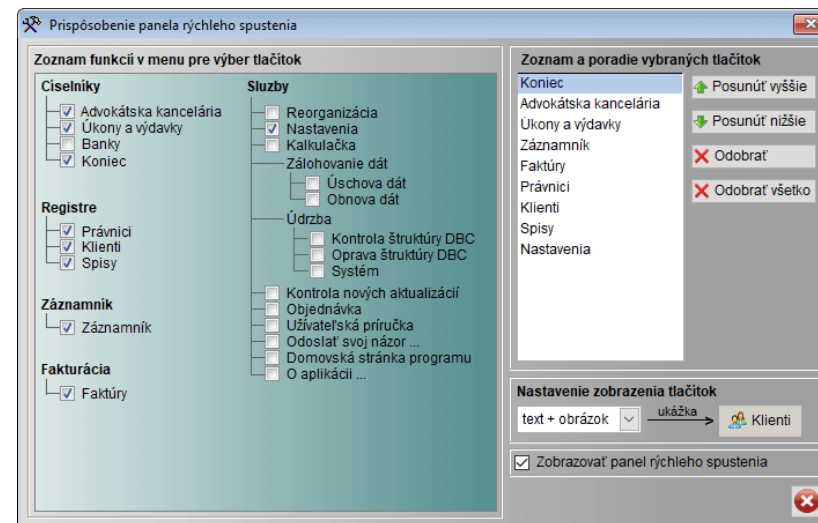 Prispôsobenie panela rýchleho spustenia
Zoznam funkcií v menu pre výber tlačítok
Císelníky
Advokátska kancelária
Úkony a výdavky
Banky
Koniec
Registre
Právnici
Klienti
Spisy
Záznamník
Záznamník
Fakturácia
Faktúry
Sluzby
Reorganizácia
Nastavenia
Kalkulačka
Zálohovanie dát
Úschova dát
Obnova dát
Údrzba
Kontrola štruktúry DBC
Oprava štruktúry DBC
Systém
Kontrola nových aktualizácií
Objednávka
Užívateľská príručka
Odoslať svoj názor ...
Domovská stránka programu
O aplikácii ...
Zoznam a poradie vybraných tlačítok
Koniec
Advokátska kancelária
Úkony a výdavky
Záznamník
Faktúry
Právnici
Klienti
Spisy
Nastavenia
Posunúť vyššie
Posunúť nižšie
Odobrať
Odobrať všetko
Nastavenie zobrazenia tlačítok
text + obrázok
ukážka
Klienti
Zobrazovať panel rýchleho spustenia